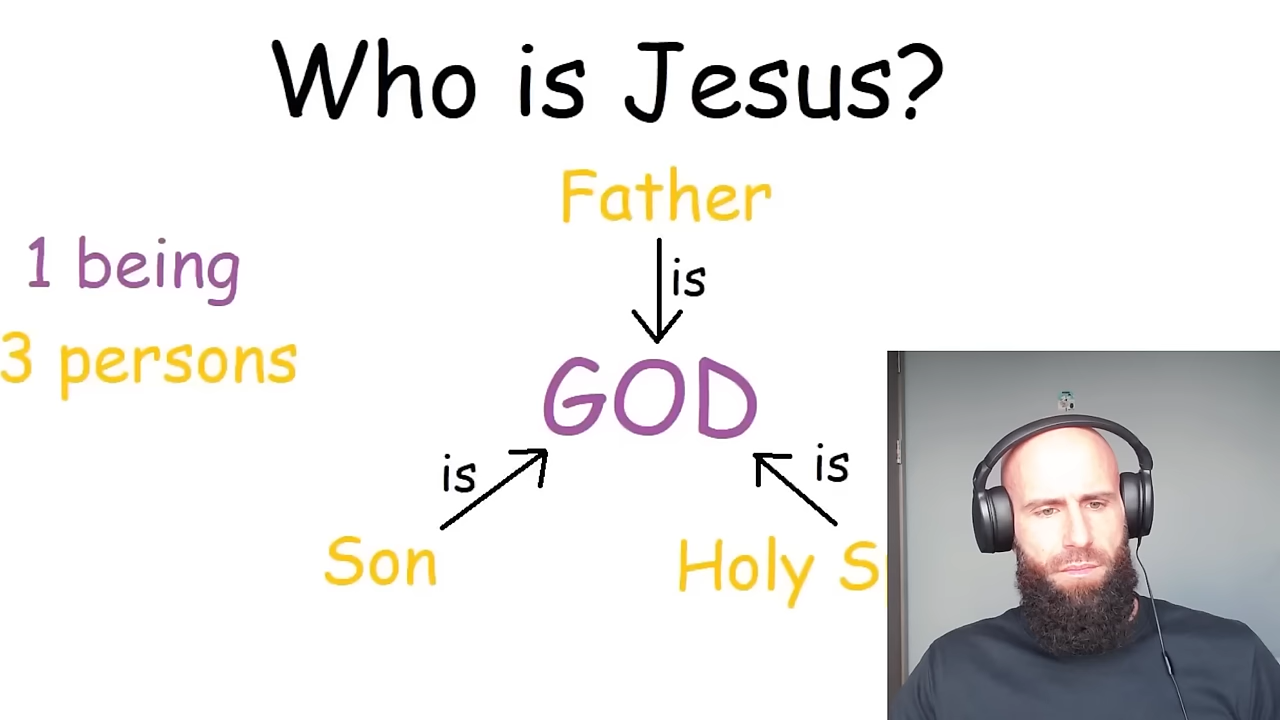 Who is Jesus?
Father
is
1 being
3 persons
GOD
is
is
Son
Holy